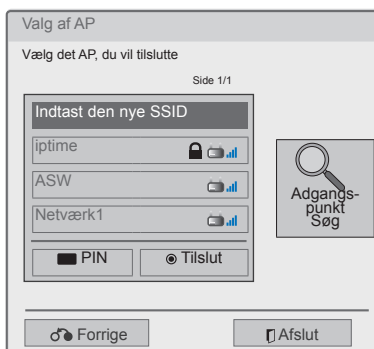 Valg af AP
Vælg det AP, du vil tilslutte
Side 1/1
Indtast den nye SSID
iptime
ASW
Netværk1
PIN
Tilslut
Adgangs-
punkt
Søg
Forrige
Afslut